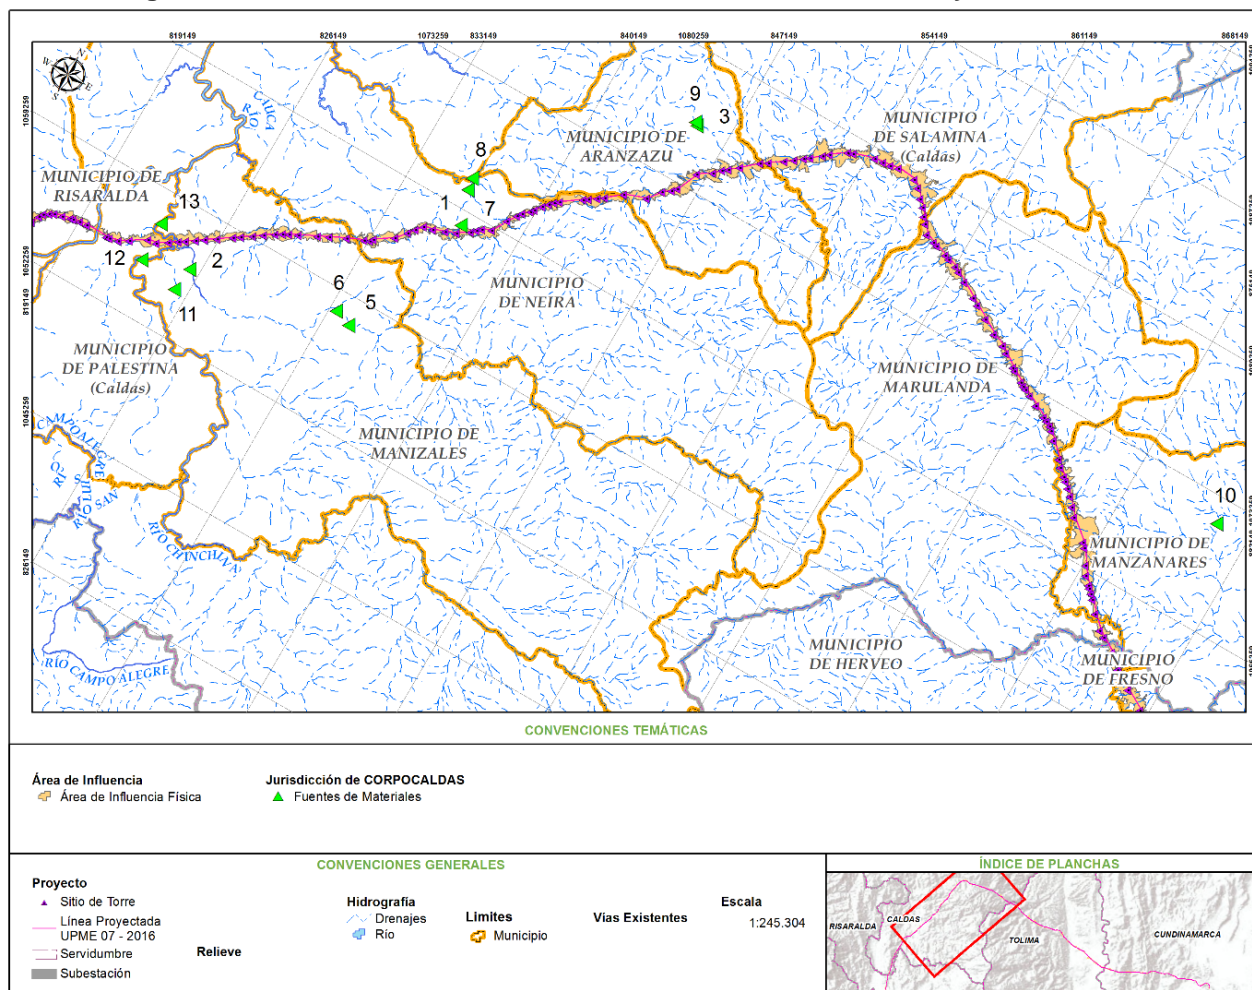 819149
826149
1073259
833149
840149
1080259
847149
854149
861149
868149
N
W
E
S
1059259
1052259
819149
1045259
826149
RÍO
CHICA
MUNICIPIO DE
RISARALDA
MUNICIPIO DE
ARANZAZU
MUNICIPIO
DE SALAMINA
(Caldas)
9
3
8
1
7
13
12
2
11
6
5
10
MUNICIPIO
DE NEIRA
MUNICIPIO
DE PALESTINA
(Caldas)
MUNICIPIO DE
MARULANDA
MUNICIPIO DE
MANIZALES
MUNICIPIO DE
MANZANARES
MUNICIPIO
DE HERVEO
MUNICIPIO
DE FRESNO
RÍO CHINCHINA
RÍO CAMPO ALEGRE
CONVENCIONES TEMÁTICAS
Área de Influencia
Área de Influencia Física
Jurisdicción de CORPOCALDAS
Fuentes de Materiales
CONVENCIONES GENERALES
Proyecto
Sitio de Torre
Línea Proyectada
UPME 07 - 2016
Servidumbre
Subestación
Relieve
Hidrografía
Drenajes
Río
Limites
Municipio
Vias Existentes
Escala
1:245.304
ÍNDICE DE PLANCHAS
RISARALDA
CALDAS
TOLIMA
CUNDINAMARCA